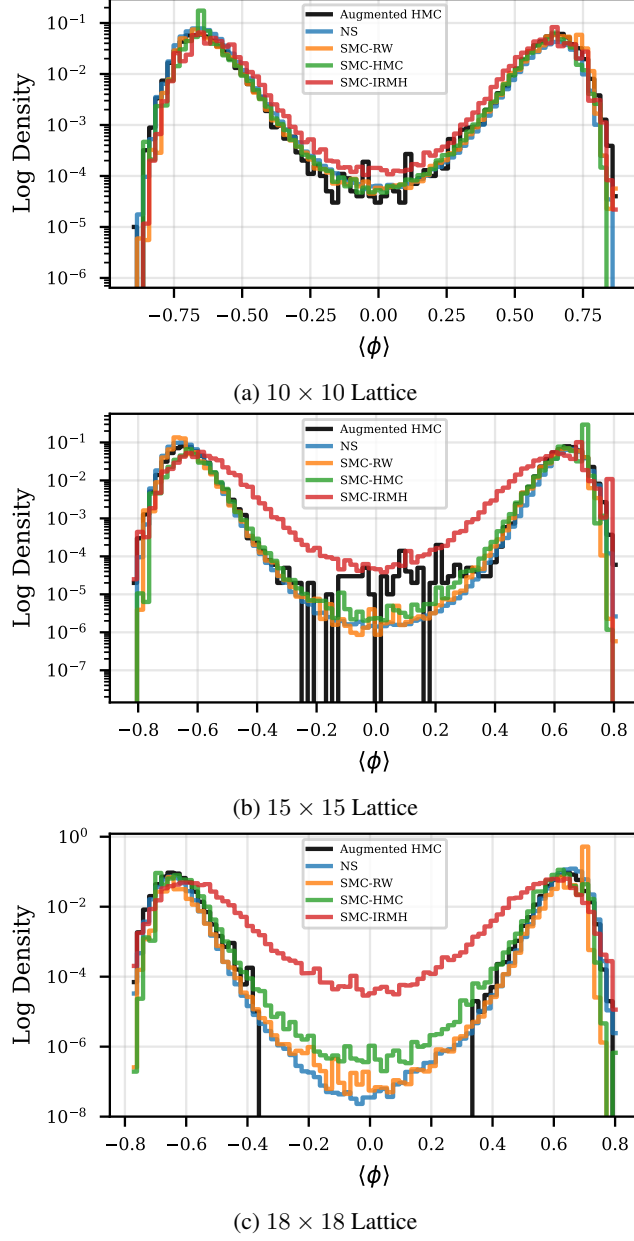 Log Density
10⁻¹
10⁻²
10⁻³
10⁻⁴
10⁻⁵
10⁻⁶
Augmented HMC
NS
SMC-RW
SMC-HMC
SMC-IRMH
−0.75 −0.50 −0.25 0.00 0.25 0.50 0.75
⟨ϕ⟩
(a) 10 × 10 Lattice
Log Density
10⁻¹
10⁻²
10⁻³
10⁻⁴
10⁻⁵
10⁻⁶
10⁻⁷
Augmented HMC
NS
SMC-RW
SMC-HMC
SMC-IRMH
−0.8 −0.6 −0.4 −0.2 0.0 0.2 0.4 0.6 0.8
⟨ϕ⟩
(b) 15 × 15 Lattice
Log Density
10⁰
10⁻²
10⁻⁴
10⁻⁶
10⁻⁸
Augmented HMC
NS
SMC-RW
SMC-HMC
SMC-IRMH
−0.8 −0.6 −0.4 −0.2 0.0 0.2 0.4 0.6 0.8
⟨ϕ⟩
(c) 18 × 18 Lattice